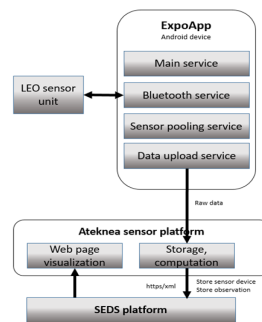 ExpoApp
Android device
Main service
LEO sensor
unit
Bluetooth service
Sensor pooling service
Data upload service
Raw data
Ateknea sensor platform
Web page
visualization
Storage,
computation
https/xml
Store sensor device
Store observation
SEDS platform